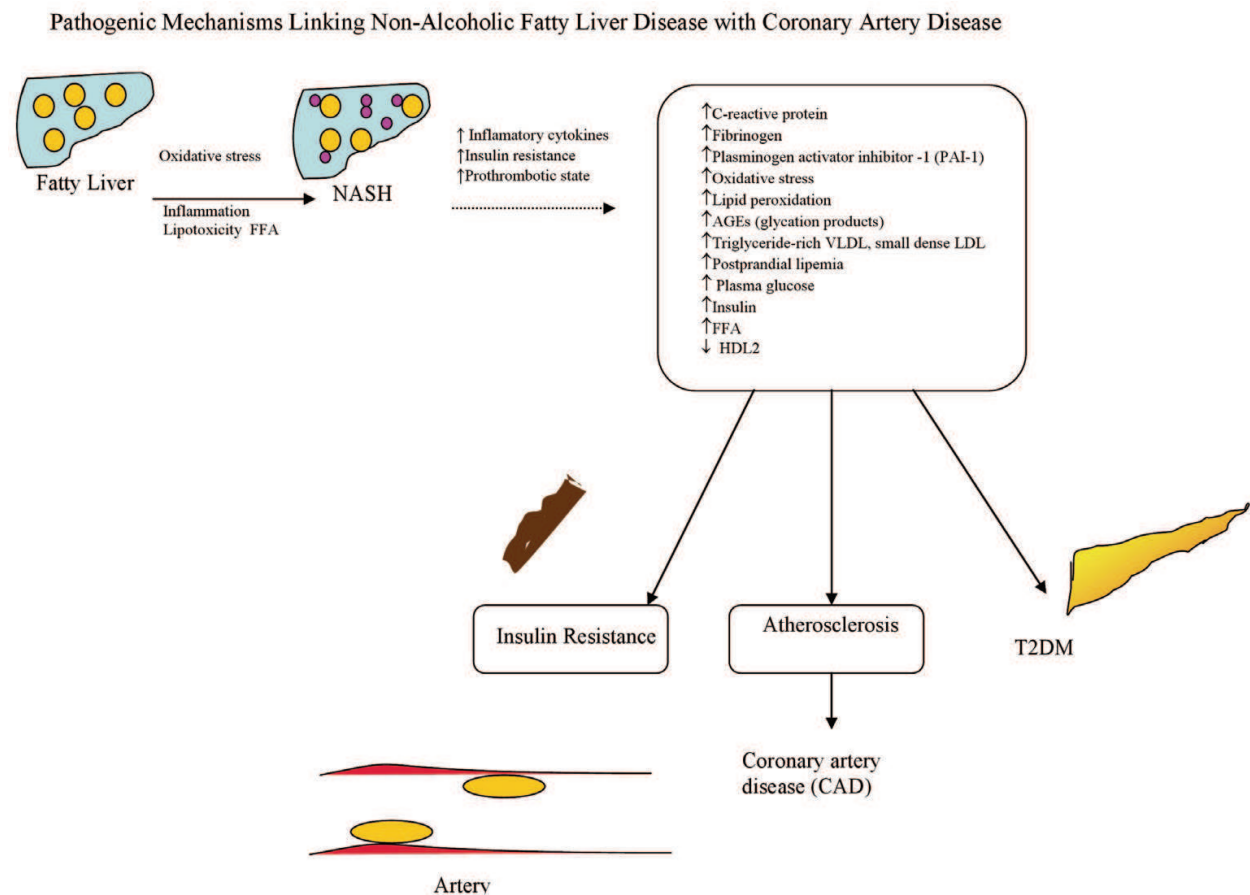 Pathogenic Mechanisms Linking Non-Alcoholic Fatty Liver Disease with Coronary Artery Disease
Fatty Liver
Oxidative stress
Inflammation
Lipotoxicity FFA
NASH
↑ Inflamatory cytokines
↑Insulin resistance
↑Prothrombotic state
↑C-reactive protein
↑Fibrinogen
↑Plasminogen activator inhibitor -1 (PAI-1)
↑Oxidative stress
↑Lipid peroxidation
↑AGEs (glycation products)
↑Triglyceride-rich VLDL, small dense LDL
↑Postprandial lipemia
↑ Plasma glucose
↑Insulin
↑FFA
↓ HDL2
Insulin Resistance
Atherosclerosis
T2DM
Coronary artery
disease (CAD)
Artery